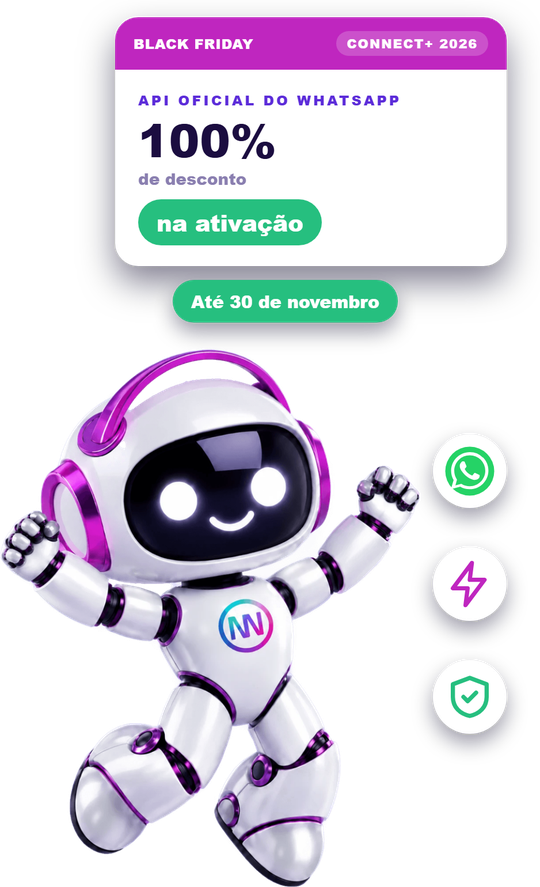 BLACK FRIDAY
CONNECT+ 2026
API OFICIAL DO WHATSAPP
100%
de desconto
na ativação
Até 30 de novembro